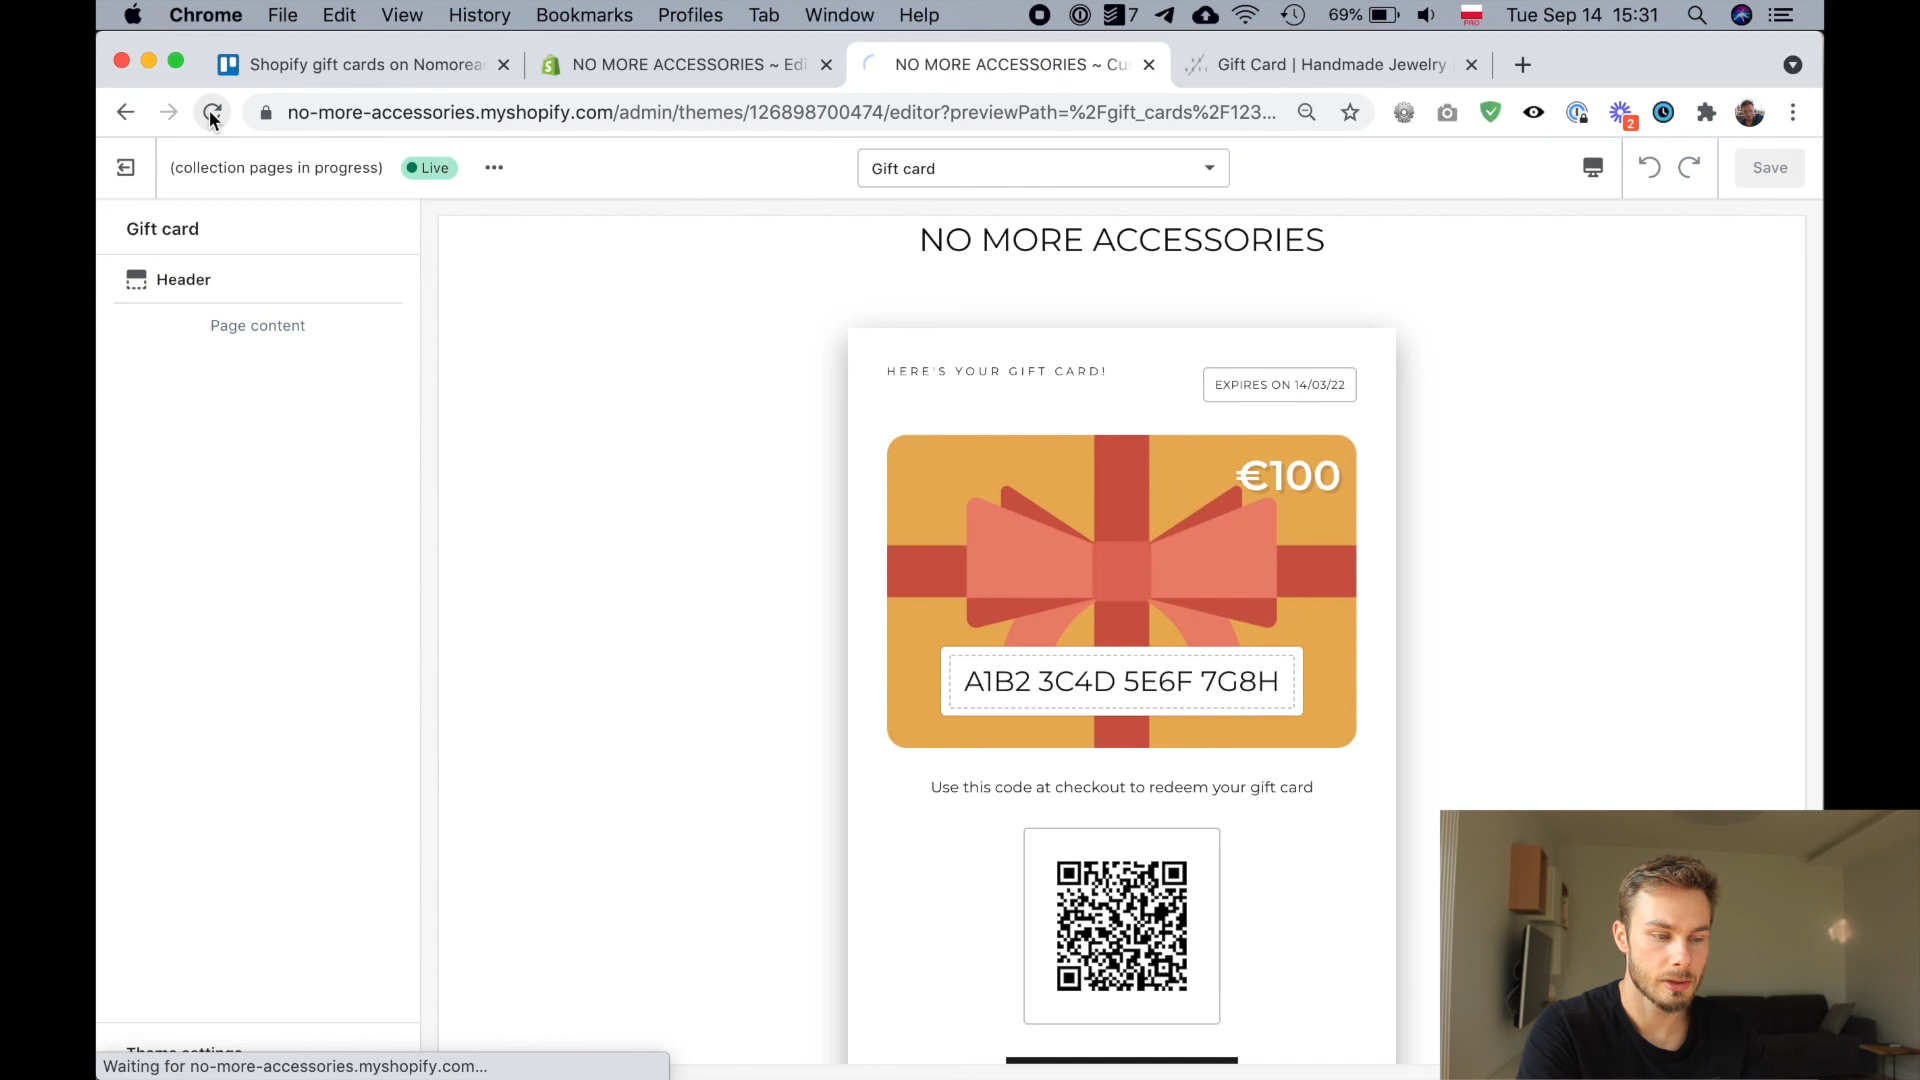 Chrome File Edit View History Bookmarks Profiles Tab Window Help 7 69% PRO Tue Sep 14 15:31
Shopify gift cards on Nomorea
NO MORE ACCESSORIES ~ Edi
NO MORE ACCESSORIES ~ Cu
Gift Card | Handmade Jewelry
no-more-accessories.myshopify.com/admin/themes/126898700474/editor?previewPath=%2Fgift_cards%2F123...
2
(collection pages in progress)
Live
Gift card
Save
Gift card
Header
Page content
NO MORE ACCESSORIES
HERE'S YOUR GIFT CARD!
EXPIRES ON 14/03/22
€100
A1B2 3C4D 5E6F 7G8H
Use this code at checkout to redeem your gift card
Theme settings
Waiting for no-more-accessories.myshopify.com...